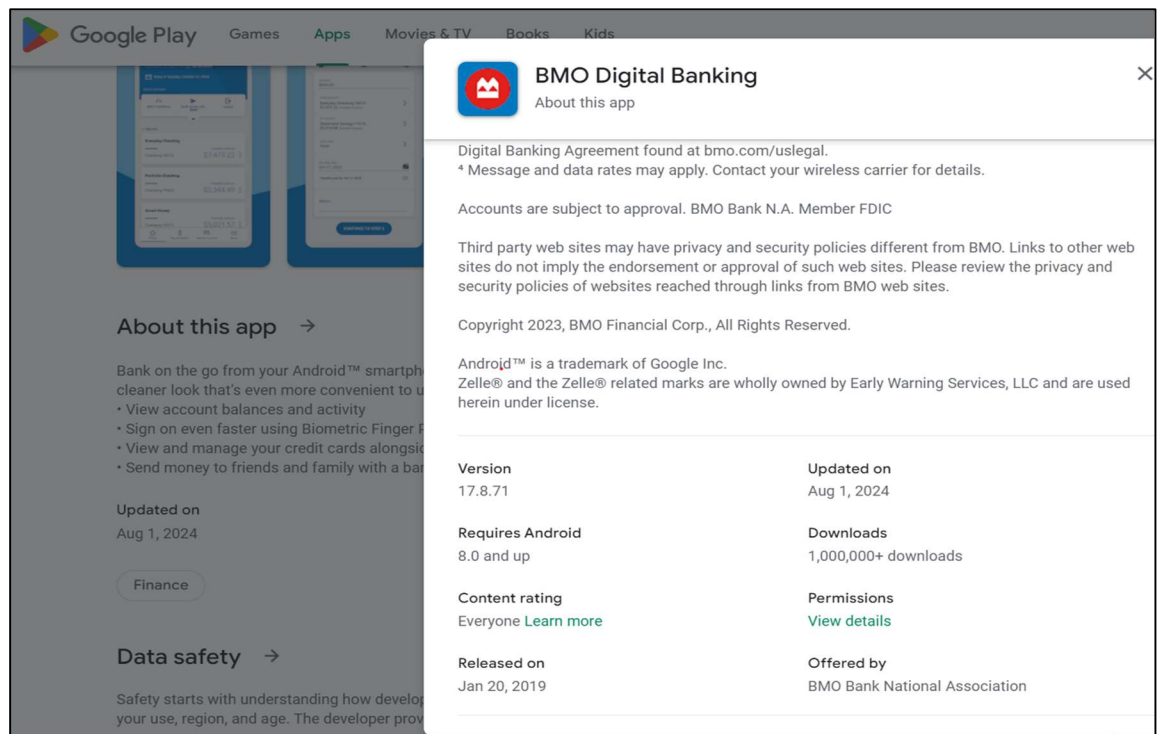 Google Play Games Apps Movies & TV Books Kids
BMO Digital Banking
About this app
Digital Banking Agreement found at bmo.com/uslegal.
⁴ Message and data rates may apply. Contact your wireless carrier for details.
Accounts are subject to approval. BMO Bank N.A. Member FDIC
Third party web sites may have privacy and security policies different from BMO. Links to other web
sites do not imply the endorsement or approval of such web sites. Please review the privacy and
security policies of websites reached through links from BMO web sites.
Copyright 2023, BMO Financial Corp., All Rights Reserved.
Android™ is a trademark of Google Inc.
Zelle® and the Zelle® related marks are wholly owned by Early Warning Services, LLC and are used
herein under license.
Version
17.8.71
Updated on
Aug 1, 2024
Requires Android
8.0 and up
Downloads
1,000,000+ downloads
Content rating
Everyone Learn more
Permissions
View details
Released on
Jan 20, 2019
Offered by
BMO Bank National Association
About this app →
Bank on the go from your Android™ smartph
cleaner look that's even more convenient to u
• View account balances and activity
• Sign on even faster using Biometric Finger
• View and manage your credit cards alongsi
• Send money to friends and family with a ba
Updated on
Aug 1, 2024
Finance
Data safety →
Safety starts with understanding how develop
your use, region, and age. The developer prov